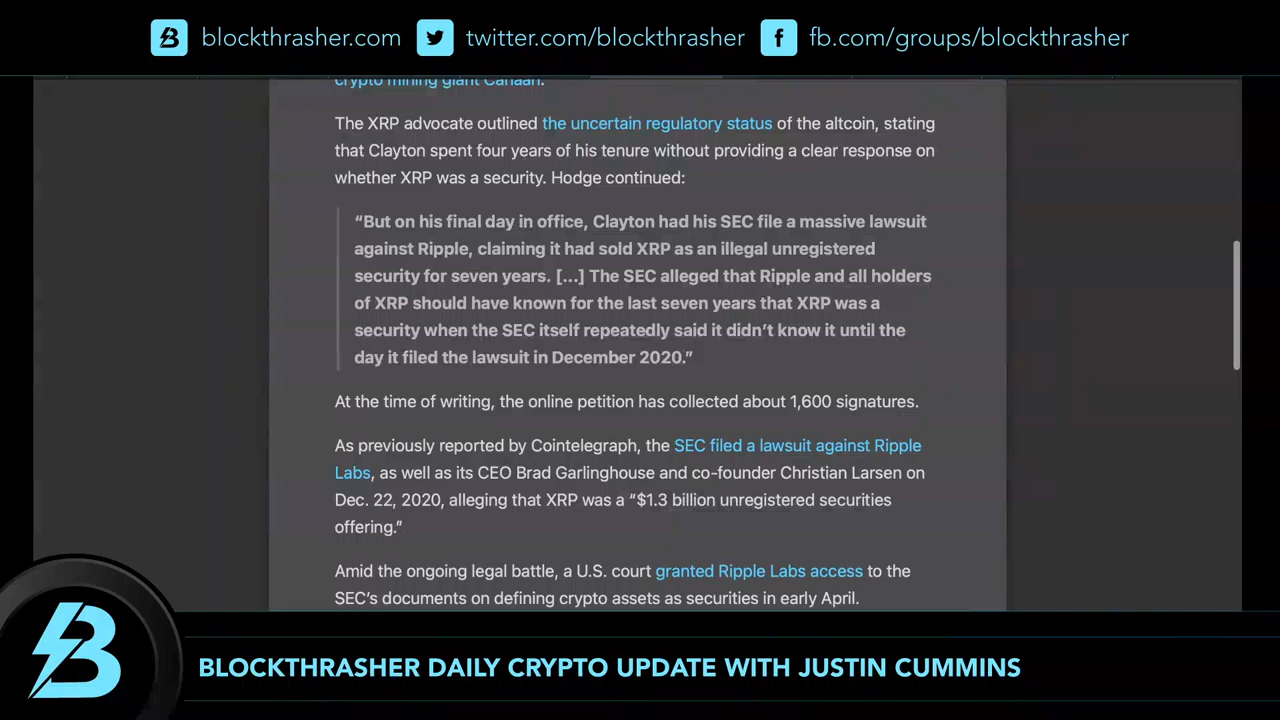 blockthrasher.com twitter.com/blockthrasher fb.com/groups/blockthrasher
crypto mining giant Canaan.
The XRP advocate outlined the uncertain regulatory status of the altcoin, stating
that Clayton spent four years of his tenure without providing a clear response on
whether XRP was a security. Hodge continued:
“But on his final day in office, Clayton had his SEC file a massive lawsuit
against Ripple, claiming it had sold XRP as an illegal unregistered
security for seven years. [...] The SEC alleged that Ripple and all holders
of XRP should have known for the last seven years that XRP was a
security when the SEC itself repeatedly said it didn’t know it until the
day it filed the lawsuit in December 2020.”
At the time of writing, the online petition has collected about 1,600 signatures.
As previously reported by Cointelegraph, the SEC filed a lawsuit against Ripple
Labs, as well as its CEO Brad Garlinghouse and co-founder Christian Larsen on
Dec. 22, 2020, alleging that XRP was a “$1.3 billion unregistered securities
offering.”
Amid the ongoing legal battle, a U.S. court granted Ripple Labs access to the
SEC’s documents on defining crypto assets as securities in early April.
BLOCKTHRASHER DAILY CRYPTO UPDATE WITH JUSTIN CUMMINS